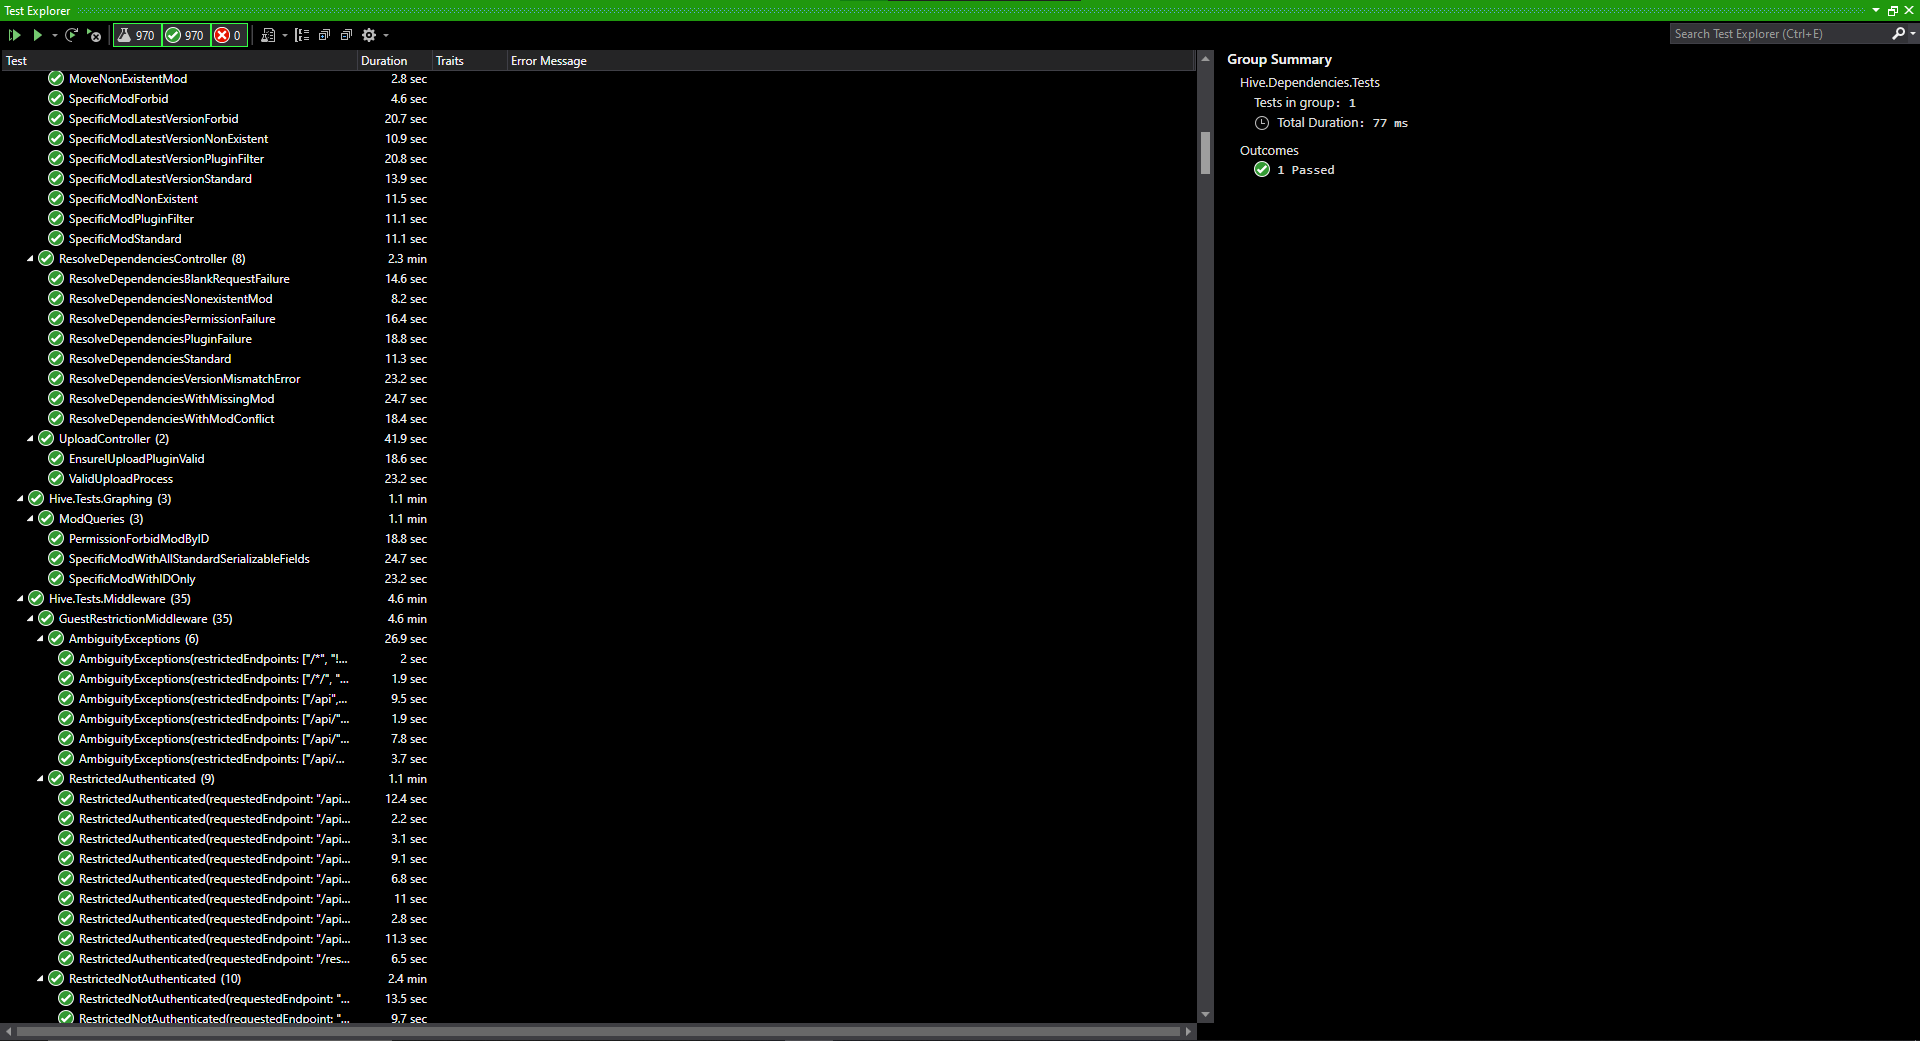 Test Explorer
970 970 0
Search Test Explorer (Ctrl+E)
Test Duration Traits Error Message
MoveNonExistentMod 2.8 sec
SpecificModForbid 4.6 sec
SpecificModLatestVersionForbid 20.7 sec
SpecificModLatestVersionNonExistent 10.9 sec
SpecificModLatestVersionPluginFilter 20.8 sec
SpecificModLatestVersionStandard 13.9 sec
SpecificModNonExistent 11.5 sec
SpecificModPluginFilter 11.1 sec
SpecificModStandard 11.1 sec
ResolveDependenciesController (8) 2.3 min
ResolveDependenciesBlankRequestFailure 14.6 sec
ResolveDependenciesNonexistentMod 8.2 sec
ResolveDependenciesPermissionFailure 16.4 sec
ResolveDependenciesPluginFailure 18.8 sec
ResolveDependenciesStandard 11.3 sec
ResolveDependenciesVersionMismatchError 23.2 sec
ResolveDependenciesWithMissingMod 24.7 sec
ResolveDependenciesWithModConflict 18.4 sec
UploadController (2) 41.9 sec
EnsureIUploadPluginValid 18.6 sec
ValidUploadProcess 23.2 sec
Hive.Tests.Graphing (3) 1.1 min
ModQueries (3) 1.1 min
PermissionForbidModByID 18.8 sec
SpecificModWithAllStandardSerializableFields 24.7 sec
SpecificModWithIDOnly 23.2 sec
Hive.Tests.Middleware (35) 4.6 min
GuestRestrictionMiddleware (35) 4.6 min
AmbiguityExceptions (6) 26.9 sec
AmbiguityExceptions(restrictedEndpoints: ["/*", "!... 2 sec
AmbiguityExceptions(restrictedEndpoints: ["/*/", "... 1.9 sec
AmbiguityExceptions(restrictedEndpoints: ["/api",... 9.5 sec
AmbiguityExceptions(restrictedEndpoints: ["/api/"... 1.9 sec
AmbiguityExceptions(restrictedEndpoints: ["/api/"... 7.8 sec
AmbiguityExceptions(restrictedEndpoints: ["/api/... 3.7 sec
RestrictedAuthenticated (9) 1.1 min
RestrictedAuthenticated(requestedEndpoint: "/api... 12.4 sec
RestrictedAuthenticated(requestedEndpoint: "/api... 2.2 sec
RestrictedAuthenticated(requestedEndpoint: "/api... 3.1 sec
RestrictedAuthenticated(requestedEndpoint: "/api... 9.1 sec
RestrictedAuthenticated(requestedEndpoint: "/api... 6.8 sec
RestrictedAuthenticated(requestedEndpoint: "/api... 11 sec
RestrictedAuthenticated(requestedEndpoint: "/api... 2.8 sec
RestrictedAuthenticated(requestedEndpoint: "/api... 11.3 sec
RestrictedAuthenticated(requestedEndpoint: "/res... 6.5 sec
RestrictedNotAuthenticated (10) 2.4 min
RestrictedNotAuthenticated(requestedEndpoint: "... 13.5 sec
RestrictedNotAuthenticated(requestedEndpoint: "... 9.7 sec
Group Summary
Hive.Dependencies.Tests
Tests in group: 1
Total Duration: 77 ms
Outcomes
1 Passed